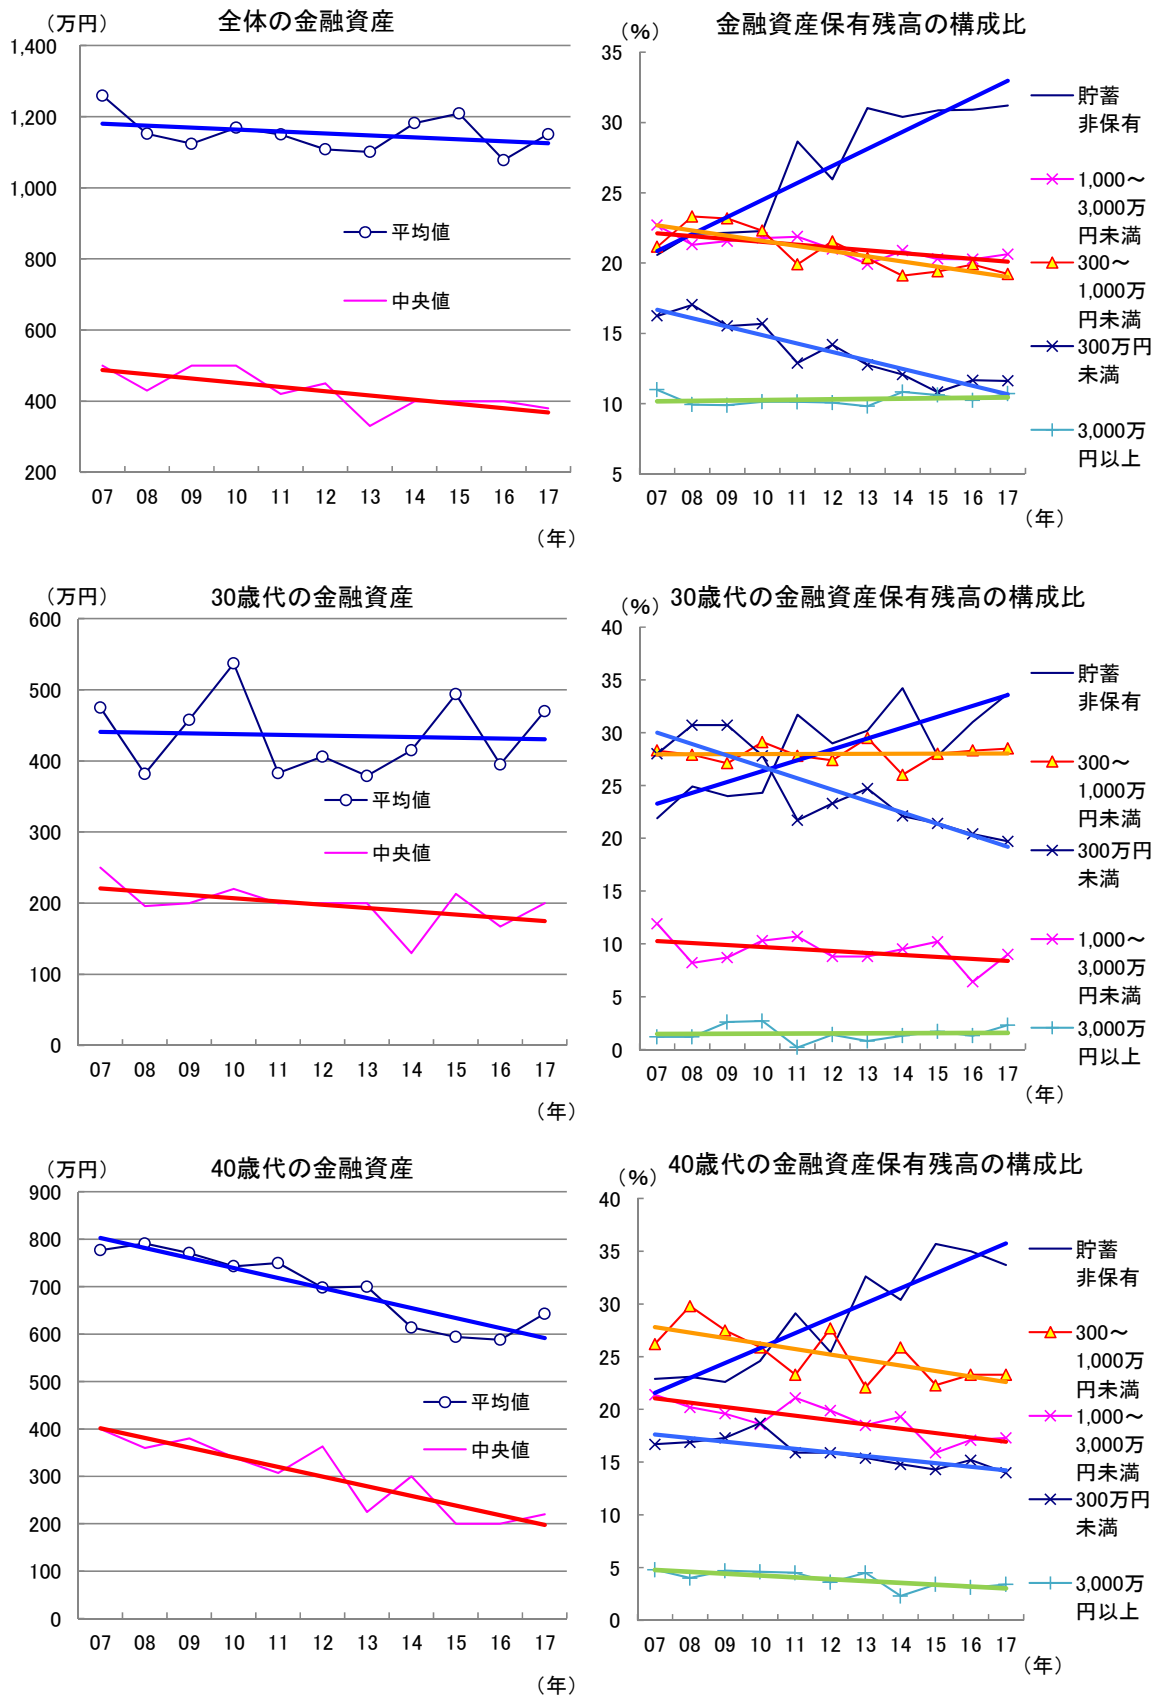 全体の金融資産
（万円）
1,400
1,200
1,000
800
600
400
200
平均値
中央値
07 08 09 10 11 12 13 14 15 16 17
（年）
金融資産保有残高の構成比
（%）
35
30
25
20
15
10
5
貯蓄
非保有
1,000～
3,000万
円未満
300～
1,000万
円未満
300万円
未満
3,000万
円以上
07 08 09 10 11 12 13 14 15 16 17
（年）
30歳代の金融資産
（万円）
600
500
400
300
200
100
0
平均値
中央値
07 08 09 10 11 12 13 14 15 16 17
（年）
30歳代の金融資産保有残高の構成比
（%）
40
35
30
25
20
15
10
5
0
貯蓄
非保有
300～
1,000万
円未満
300万円
未満
1,000～
3,000万
円未満
3,000万
円以上
07 08 09 10 11 12 13 14 15 16 17
（年）
40歳代の金融資産
（万円）
900
800
700
600
500
400
300
200
100
0
平均値
中央値
07 08 09 10 11 12 13 14 15 16 17
（年）
40歳代の金融資産保有残高の構成比
（%）
40
35
30
25
20
15
10
5
0
貯蓄
非保有
300～
1,000万
円未満
1,000～
3,000万
円未満
300万円
未満
3,000万
円以上
07 08 09 10 11 12 13 14 15 16 17
（年）